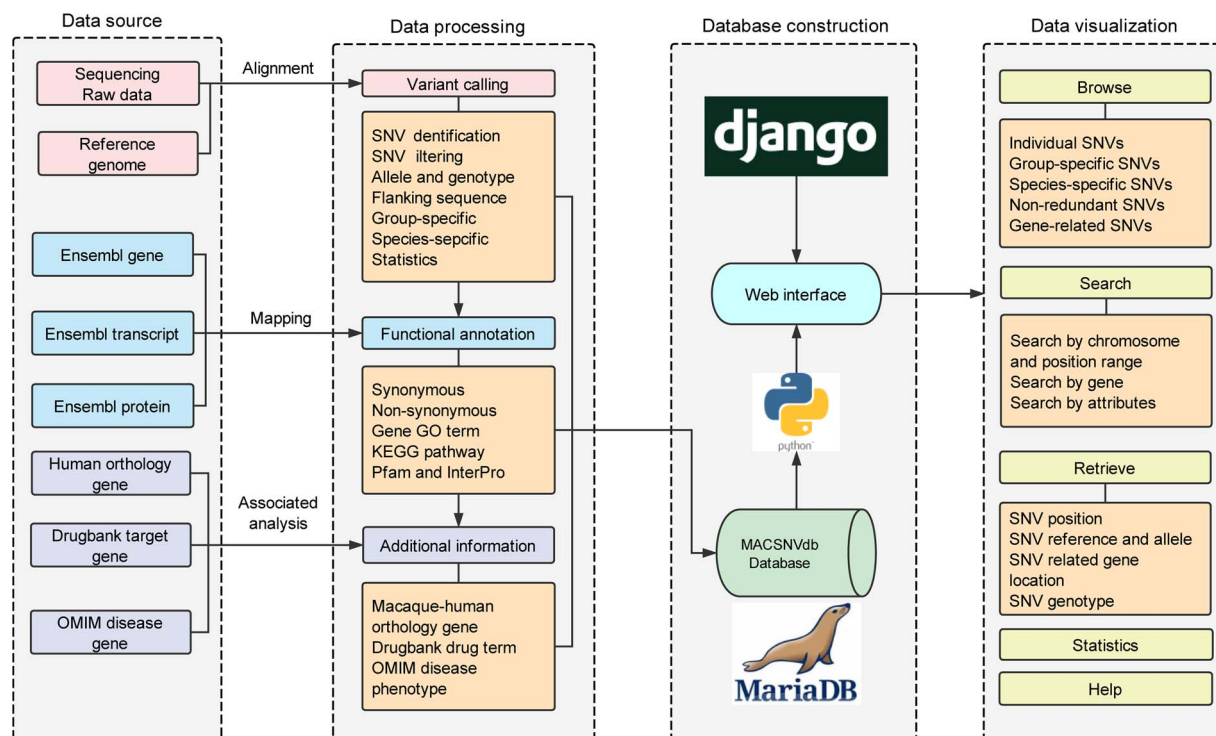 Data source
Sequencing
Raw data
Reference
genome
Ensembl gene
Ensembl transcript
Ensembl protein
Human orthology
gene
Drugbank target
gene
OMIM disease
gene
Alignment
Mapping
Associated
analysis
Data processing
Variant calling
SNV dentification
SNV iltering
Allele and genotype
Flanking sequence
Group-specific
Species-sepcific
Statistics
Functional annotation
Synonymous
Non-synonymous
Gene GO term
KEGG pathway
Pfam and InterPro
Additional information
Macaque-human
orthology gene
Drugbank drug term
OMIM disease
phenotype
Database construction
django
Web interface
python
MACSNVdb
Database
MariaDB
Data visualization
Browse
Individual SNVs
Group-specific SNVs
Species-specific SNVs
Non-redundant SNVs
Gene-related SNVs
Search
Search by chromosome
and position range
Search by gene
Search by attributes
Retrieve
SNV position
SNV reference and allele
SNV related gene
location
SNV genotype
Statistics
Help